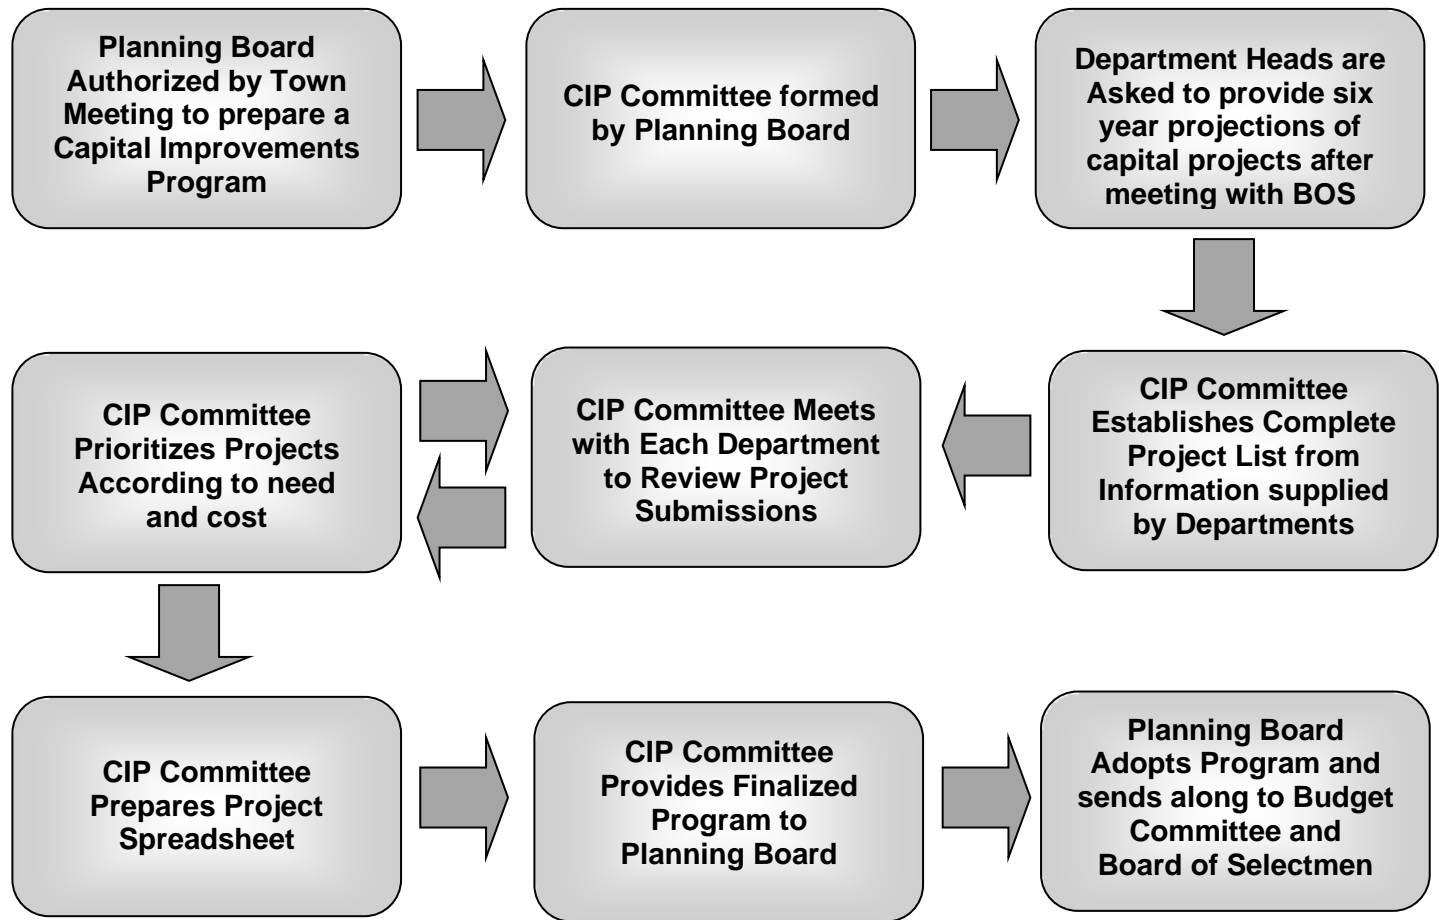 Planning Board
Authorized by Town
Meeting to prepare a
Capital Improvements
Program
CIP Committee formed
by Planning Board
Department Heads are
Asked to provide six
year projections of
capital projects after
meeting with BOS
CIP Committee
Prioritizes Projects
According to need
and cost
CIP Committee Meets
with Each Department
to Review Project
Submissions
CIP Committee
Establishes Complete
Project List from
Information supplied
by Departments
CIP Committee
Prepares Project
Spreadsheet
CIP Committee
Provides Finalized
Program to
Planning Board
Planning Board
Adopts Program and
sends along to Budget
Committee and
Board of Selectmen